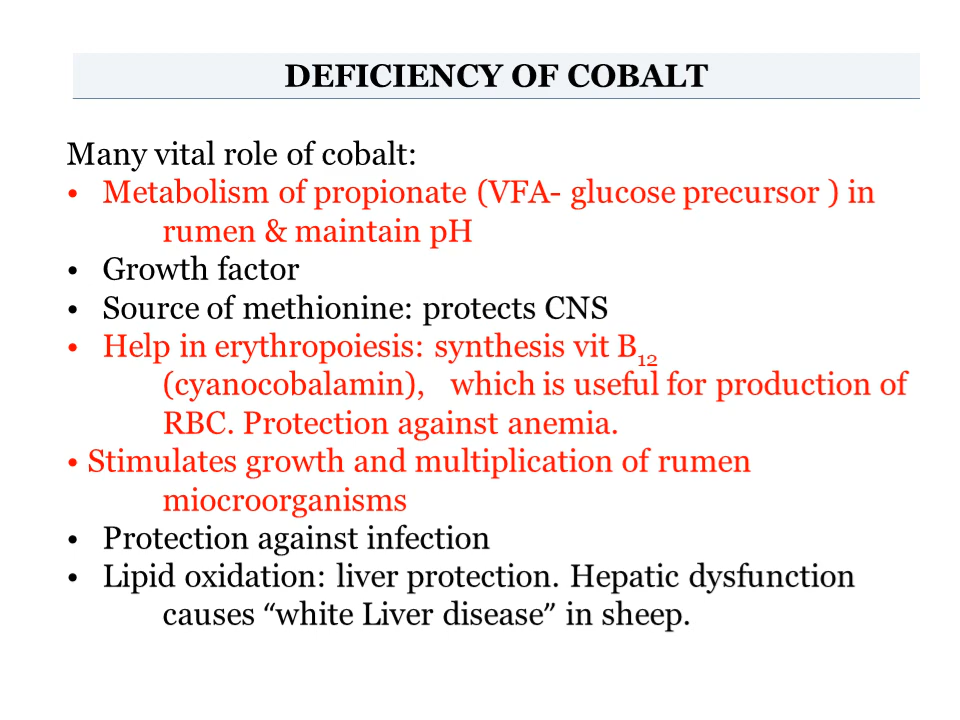 DEFICIENCY OF COBALT
Many vital role of cobalt:
• Metabolism of propionate (VFA- glucose precursor ) in
rumen & maintain pH
• Growth factor
• Source of methionine: protects CNS
• Help in erythropoiesis: synthesis vit B12
(cyanocobalamin), which is useful for production of
RBC. Protection against anemia.
• Stimulates growth and multiplication of rumen
miocroorganisms
• Protection against infection
• Lipid oxidation: liver protection. Hepatic dysfunction
causes “white Liver disease” in sheep.